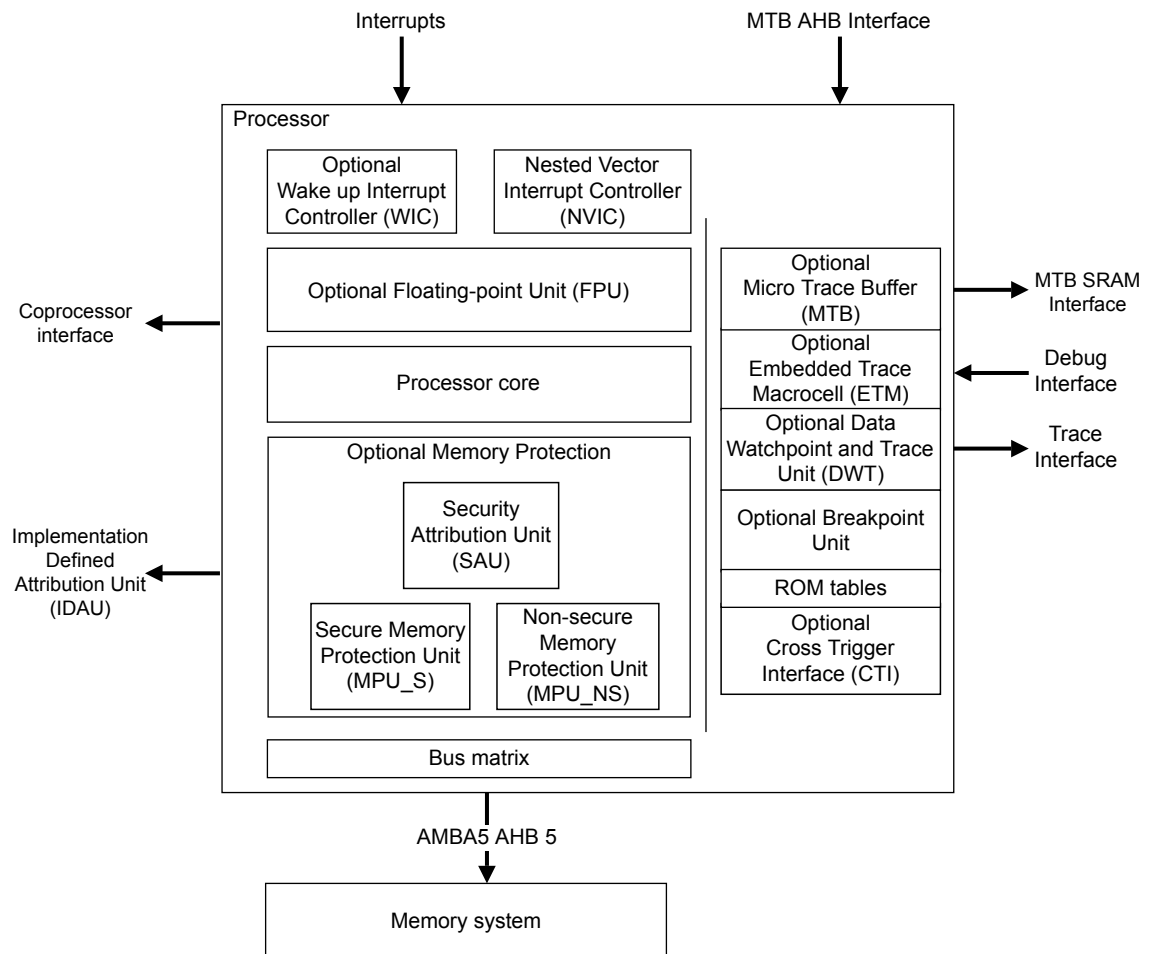 Interrupts
MTB AHB Interface
Processor
Optional
Wake up Interrupt
Controller (WIC)
Nested Vector
Interrupt Controller
(NVIC)
Optional Floating-point Unit (FPU)
Processor core
Optional Memory Protection
Security
Attribution Unit
(SAU)
Secure Memory
Protection Unit
(MPU_S)
Non-secure
Memory
Protection Unit
(MPU_NS)
Bus matrix
Optional
Micro Trace Buffer
(MTB)
Optional
Embedded Trace
Macrocell (ETM)
Optional Data
Watchpoint and Trace
Unit (DWT)
Optional Breakpoint
Unit
ROM tables
Optional
Cross Trigger
Interface (CTI)
Coprocessor
interface
Implementation
Defined
Attribution Unit
(IDAU)
MTB SRAM
Interface
Debug
Interface
Trace
Interface
AMBA5 AHB 5
Memory system